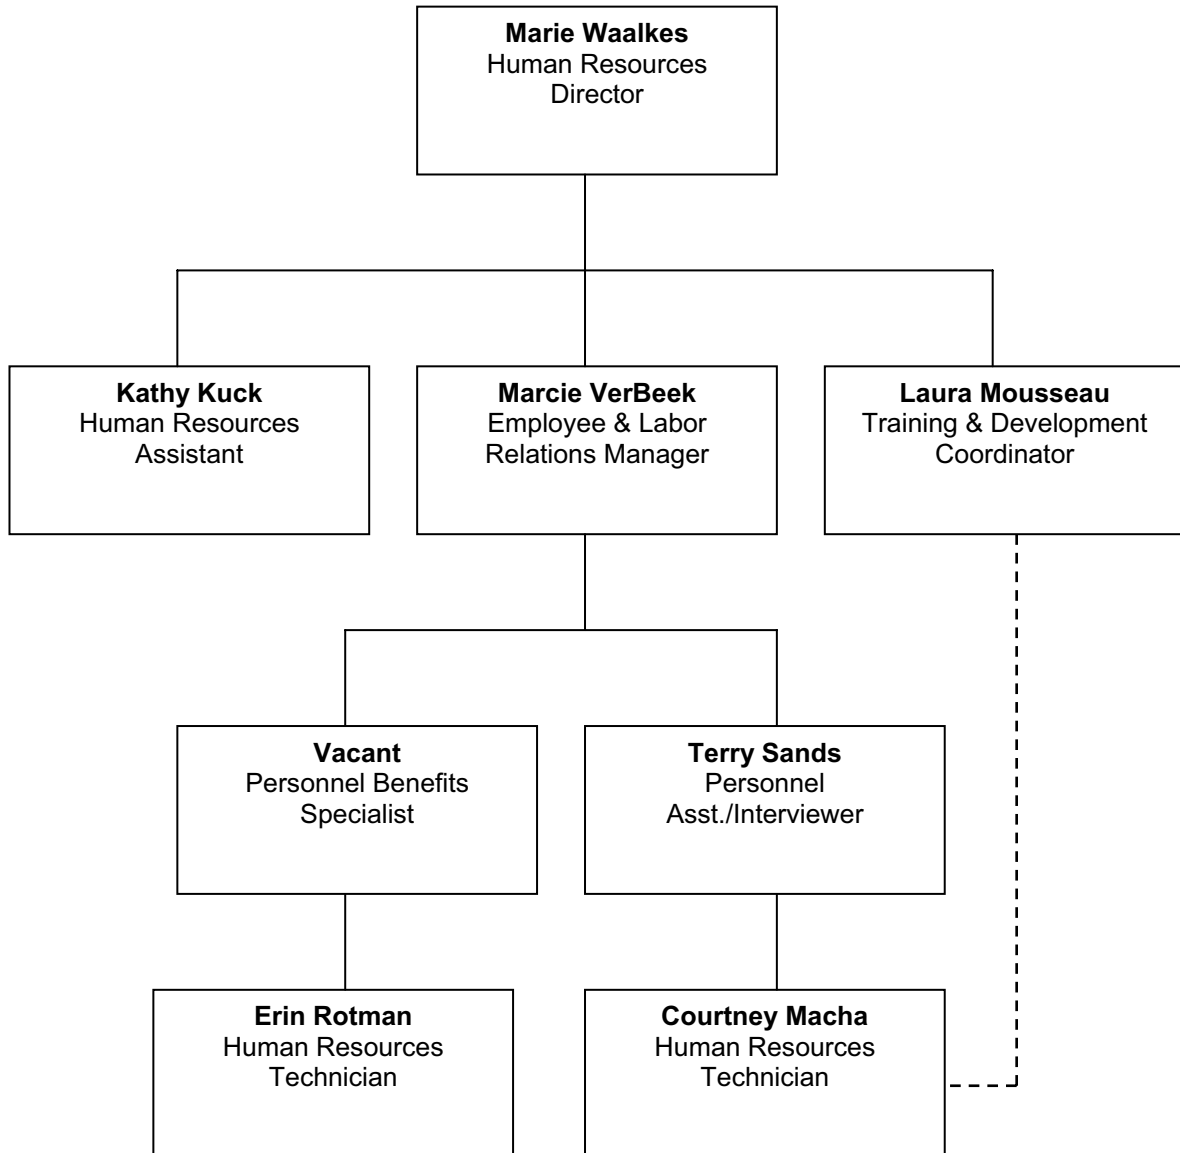 Marie Waalkes
Human Resources
Director
Kathy Kuck
Human Resources
Assistant
Marcie VerBeek
Employee & Labor
Relations Manager
Laura Mousseau
Training & Development
Coordinator
Vacant
Personnel Benefits
Specialist
Terry Sands
Personnel
Asst./Interviewer
Erin Rotman
Human Resources
Technician
Courtney Macha
Human Resources
Technician